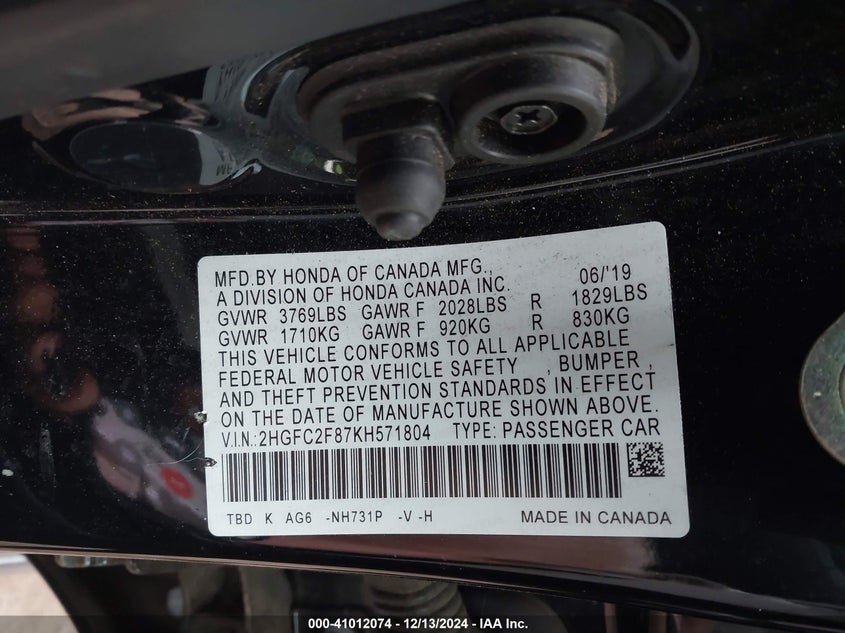 MFD.BY HONDA OF CANADA MFG., 06/'19
A DIVISION OF HONDA CANADA INC.
GVWR 3769LBS GAWR F 2028LBS R 1829LBS
GVWR 1710KG GAWR F 920KG R 830KG
THIS VEHICLE CONFORMS TO ALL APPLICABLE
FEDERAL MOTOR VEHICLE SAFETY , BUMPER ,
AND THEFT PREVENTION STANDARDS IN EFFECT
ON THE DATE OF MANUFACTURE SHOWN ABOVE.
V.I.N.:2HGFC2F87KH571804 TYPE: PASSENGER CAR
TBD K AG6 -NH731P -V -H MADE IN CANADA
000-41012074 - 12/13/2024 - IAA Inc.